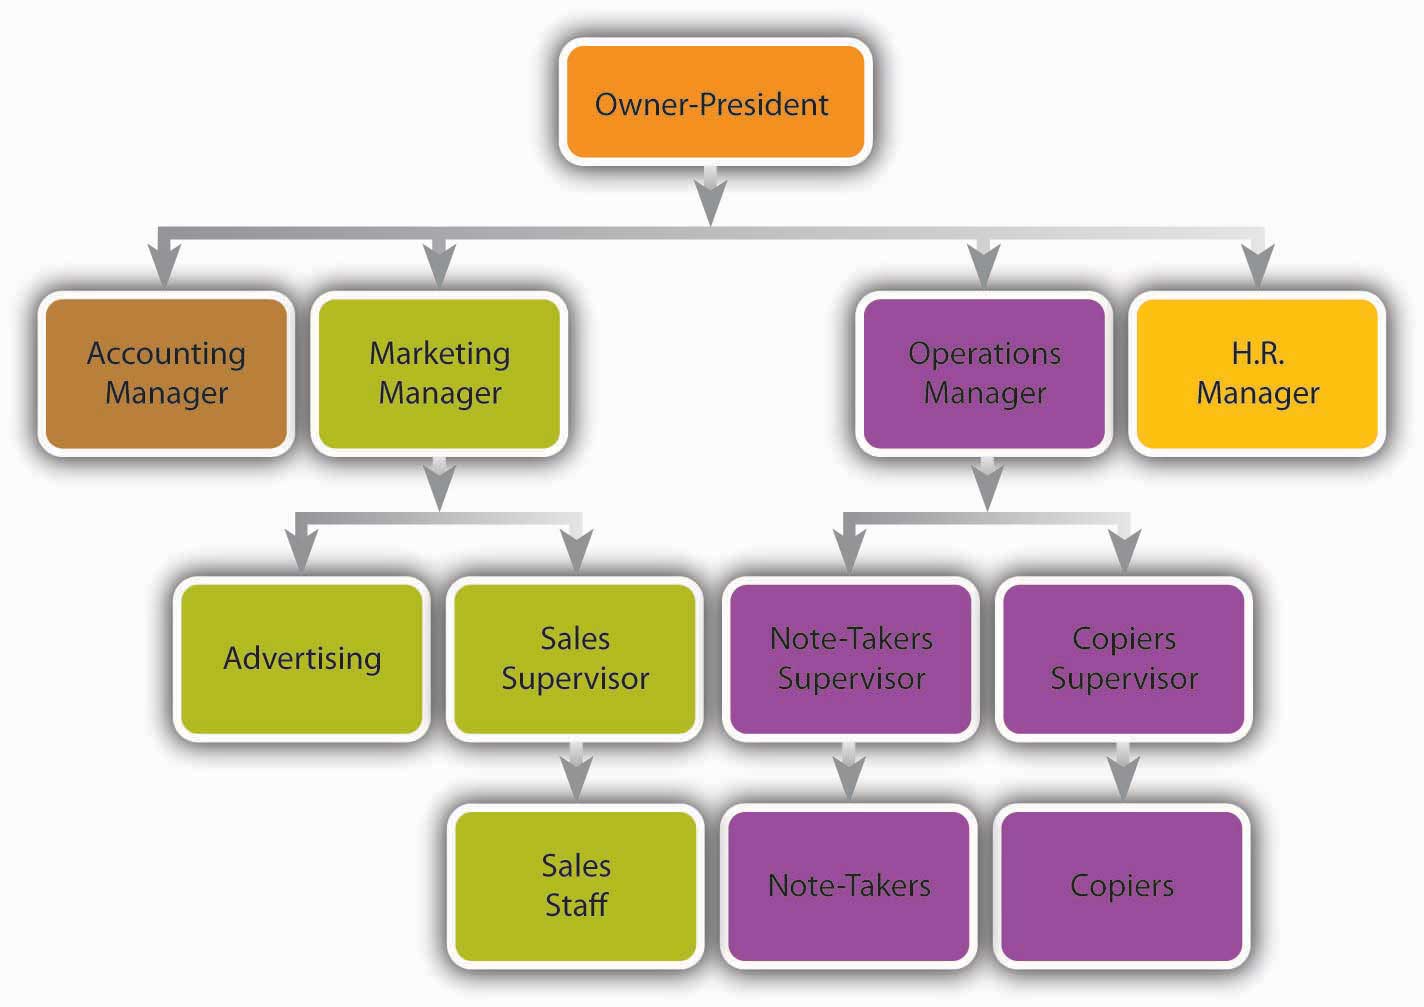 Owner-President
Accounting
Manager
Marketing
Manager
Operations
Manager
H.R.
Manager
Advertising
Sales
Supervisor
Note-Takers
Supervisor
Copiers
Supervisor
Sales
Staff
Note-Takers
Copiers